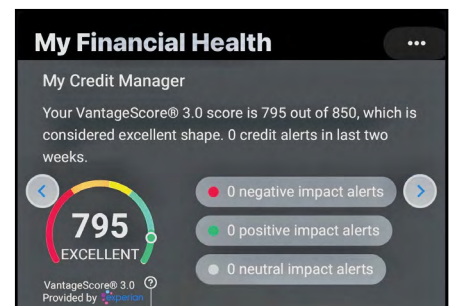 My Financial Health
My Credit Manager
Your VantageScore® 3.0 score is 795 out of 850, which is
considered excellent shape. 0 credit alerts in last two
weeks.
795
EXCELLENT
VantageScore® 3.0 ?
Provided by experian
0 negative impact alerts
0 positive impact alerts
0 neutral impact alerts